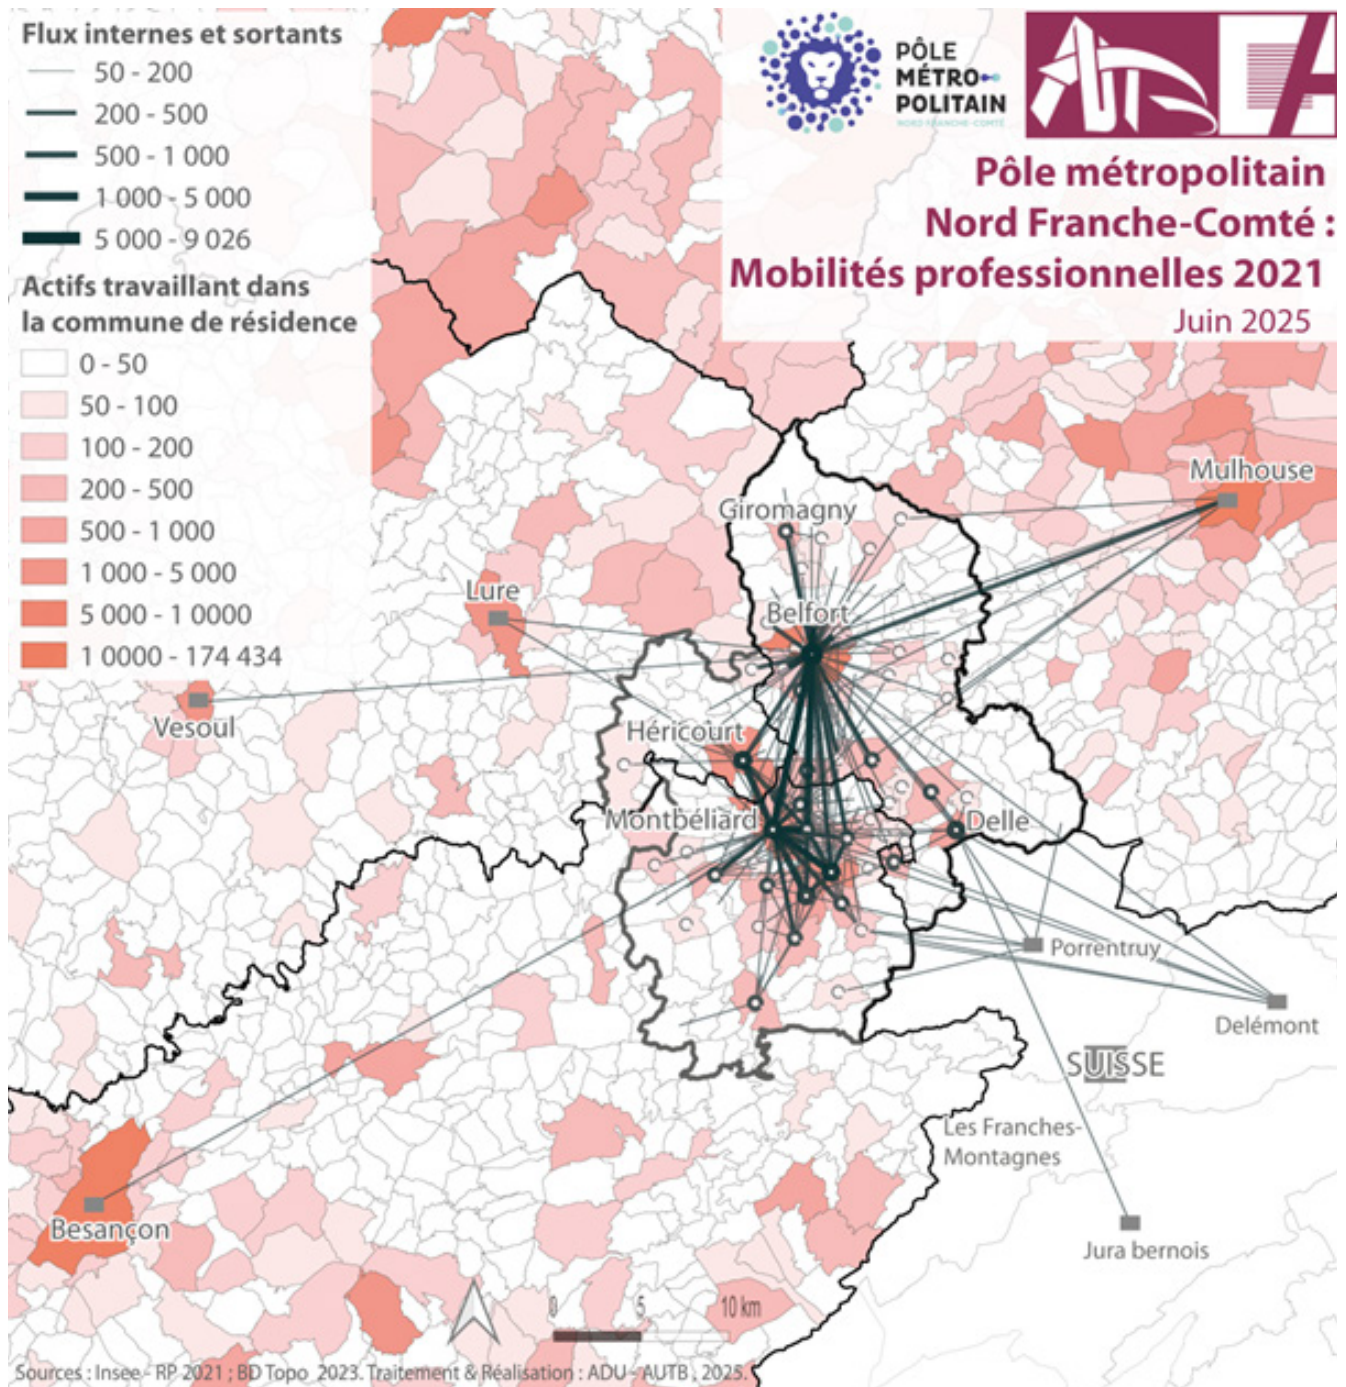 Flux internes et sortants
50 - 200
200 - 500
500 - 1 000
1 000 - 5 000
5 000 - 9 026
Actifs travaillant dans
la commune de résidence
0 - 50
50 - 100
100 - 200
200 - 500
500 - 1 000
1 000 - 5 000
5 000 - 1 0000
1 0000 - 174 434
PÔLE
MÉTRO
POLITAIN
NORD FRANCHE-COMTÉ
Pôle métropolitain
Nord Franche-Comté :
Mobilités professionnelles 2021
Juin 2025
Mulhouse
Giromagny
Lure
Belfort
Vesoul
Héricourt
Montbéliard
Delle
Porrentruy
Delémont
SUISSE
Les Franches-
Montagnes
Besançon
Jura bernois
0 5 10 km
Sources : Insee - RP 2021 ; BD Topo 2023. Traitement & Réalisation : ADU - AUTB , 2025.